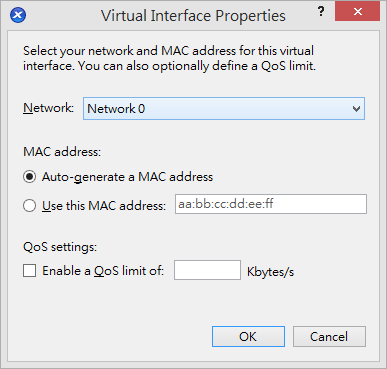 Virtual Interface Properties
?
Select your network and MAC address for this virtual
interface. You can also optionally define a QoS limit.
Network: Network 0
MAC address:
Auto-generate a MAC address
Use this MAC address: aa:bb:cc:dd:ee:ff
QoS settings:
Enable a QoS limit of: Kbytes/s
OK Cancel